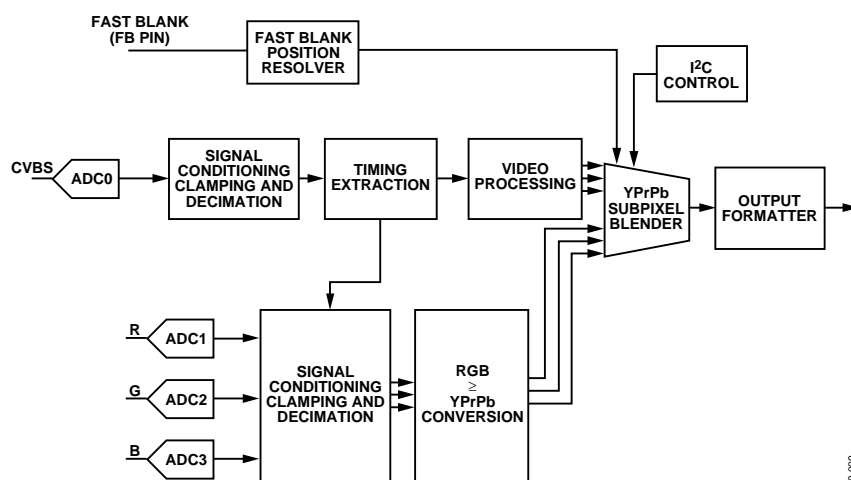 FAST BLANK
(FB PIN)
FAST BLANK
POSITION
RESOLVER
I²C
CONTROL
CVBS
ADC0
SIGNAL
CONDITIONING
CLAMPING AND
DECIMATION
TIMING
EXTRACTION
VIDEO
PROCESSING
YPrPb
SUBPIXEL
BLENDER
OUTPUT
FORMATTER
R
ADC1
G
ADC2
B
ADC3
SIGNAL
CONDITIONING
CLAMPING AND
DECIMATION
RGB
≥
YPrPb
CONVERSION